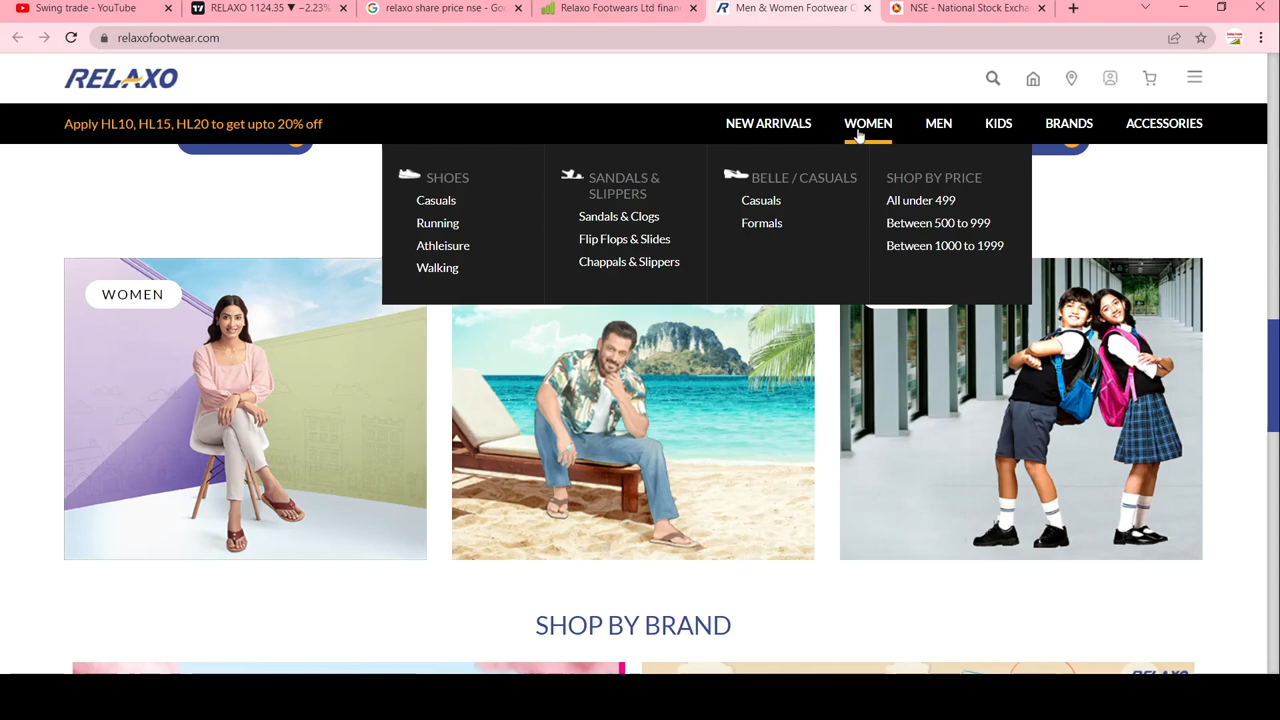 Swing trade - YouTube
RELAXO 1124.35 ▼ −2.23%
relaxo share price nse - Goo
Relaxo Footwears Ltd finan
Men & Women Footwear C
NSE - National Stock Exchan
relaxofootwear.com
RELAXO
Apply HL10, HL15, HL20 to get upto 20% off
NEW ARRIVALS
WOMEN
MEN
KIDS
BRANDS
ACCESSORIES
SHOES
Casuals
Running
Athleisure
Walking
SANDALS &
SLIPPERS
Sandals & Clogs
Flip Flops & Slides
Chappals & Slippers
BELLE / CASUALS
Casuals
Formals
SHOP BY PRICE
All under 499
Between 500 to 999
Between 1000 to 1999
WOMEN
SHOP BY BRAND